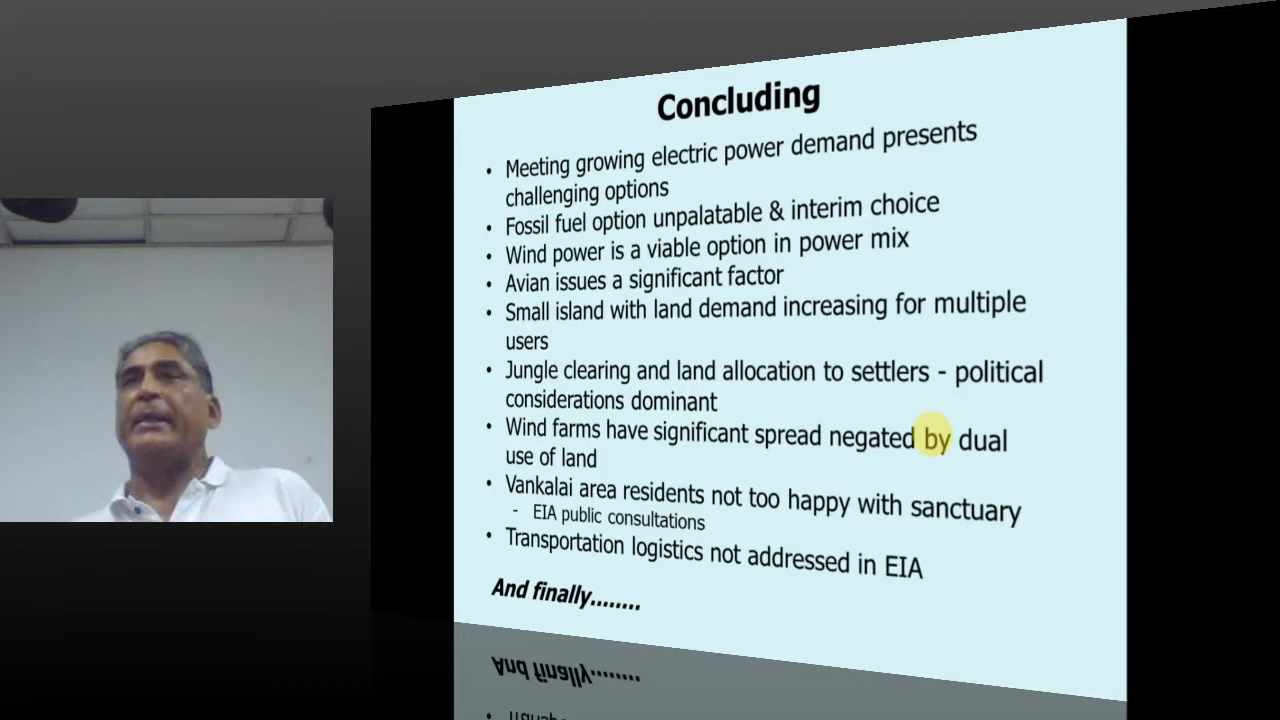 Concluding
• Meeting growing electric power demand presents
challenging options
• Fossil fuel option unpalatable & interim choice
• Wind power is a viable option in power mix
• Avian issues a significant factor
• Small island with land demand increasing for multiple
users
• Jungle clearing and land allocation to settlers - political
considerations dominant
• Wind farms have significant spread negated by dual
use of land
• Vankalai area residents not too happy with sanctuary
- EIA public consultations
• Transportation logistics not addressed in EIA
And finally........
And finally........